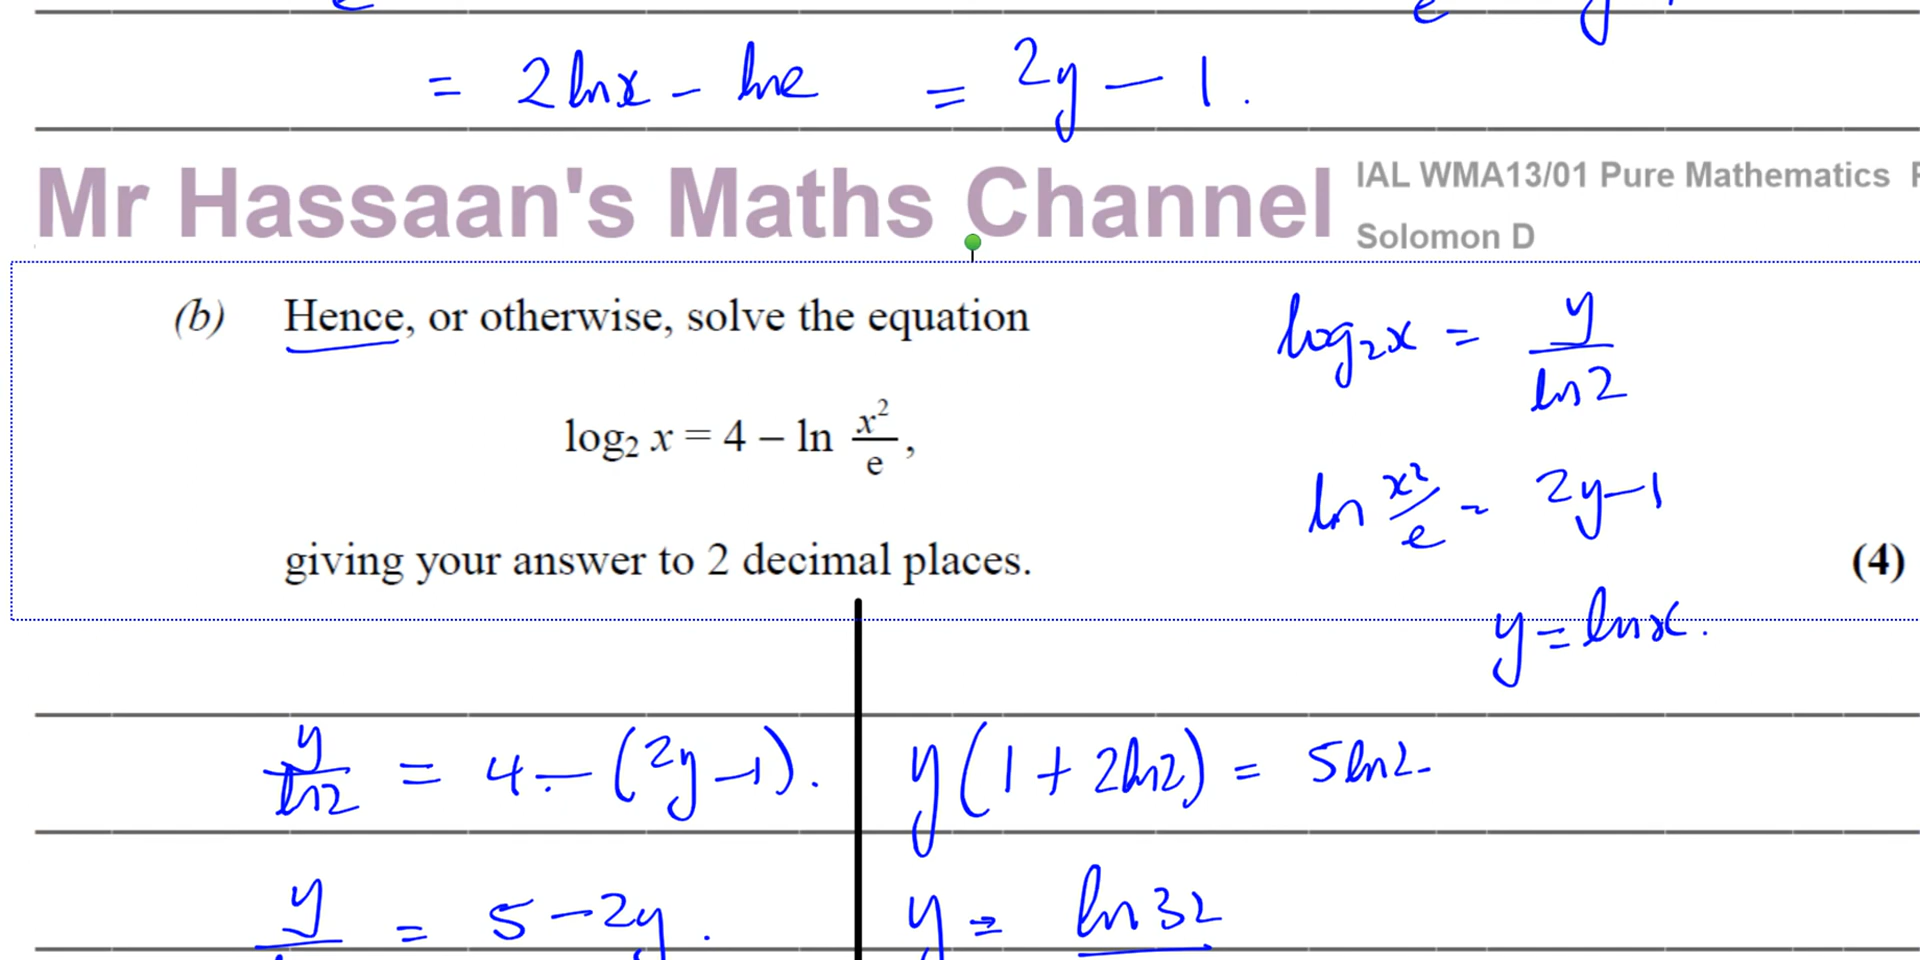 = 2lnx - lne = 2y - 1.
Mr Hassaan's Maths Channel
IAL WMA13/01 Pure Mathematics
Solomon D
(b) Hence, or otherwise, solve the equation
log₂ x = 4 – ln x²/e,
giving your answer to 2 decimal places.
(4)
log₂x = y/ln2
ln x²/e = 2y-1
y = lnx.
y/ln2 = 4 - (2y-1).
y/ = 5 - 2y.
y(1 + 2ln2) = 5ln2.
y = ln32